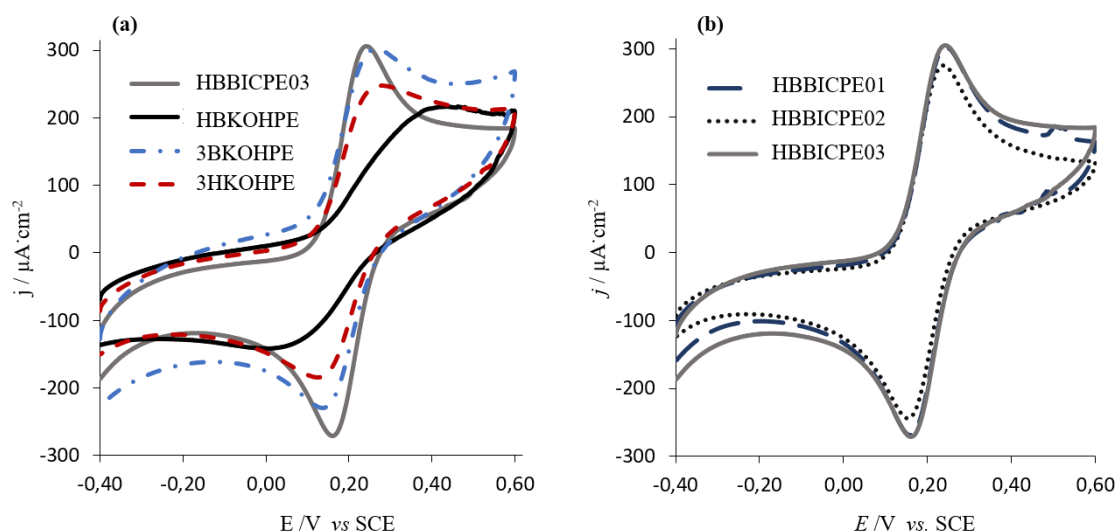 (a)
HBBICPE03
HBKOHPE
3BKOHPE
3HKOHPE
j / µA·cm-2
300
200
100
0
-100
-200
-300
-0,40
-0,20
0,00
0,20
0,40
0,60
E /V vs SCE
(b)
HBBICPE01
HBBICPE02
HBBICPE03
j / µA·cm-2
300
200
100
0
-100
-200
-300
-0,40
-0,20
0,00
0,20
0,40
0,60
E /V vs. SCE